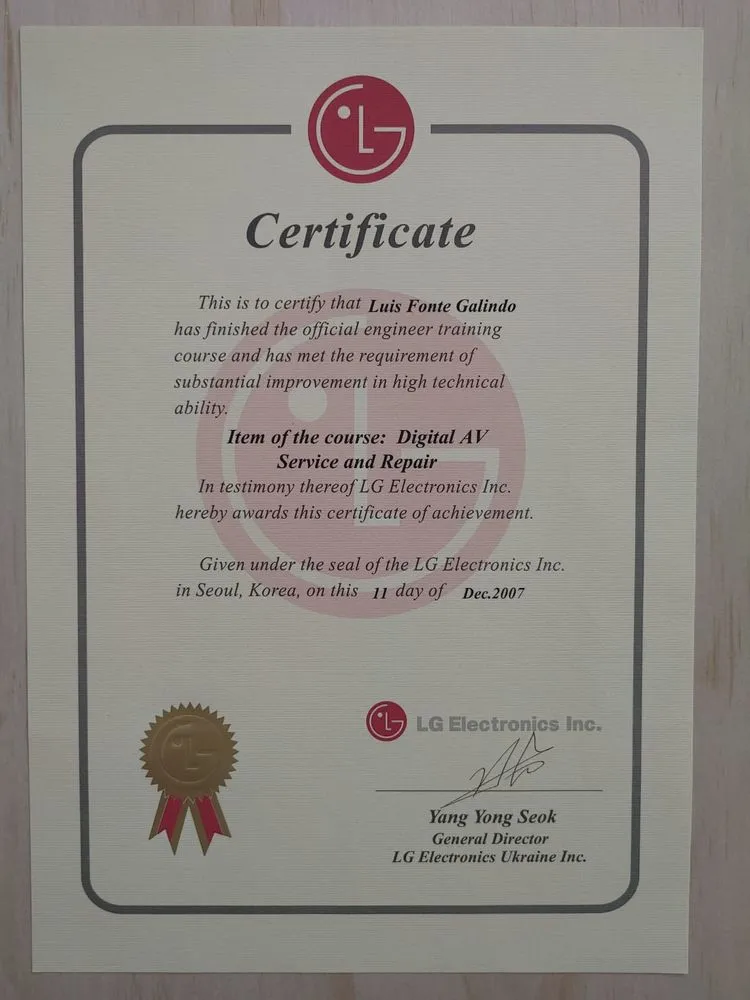 Certificate
This is to certify that Luis Fonte Galindo
has finished the official engineer training
course and has met the requirement of
substantial improvement in high technical
ability.
Item of the course: Digital AV
Service and Repair
In testimony thereof LG Electronics Inc.
hereby awards this certificate of achievement.
Given under the seal of the LG Electronics Inc.
in Seoul, Korea, on this 11 day of Dec.2007
LG Electronics Inc.
Yang Yong Seok
General Director
LG Electronics Ukraine Inc.